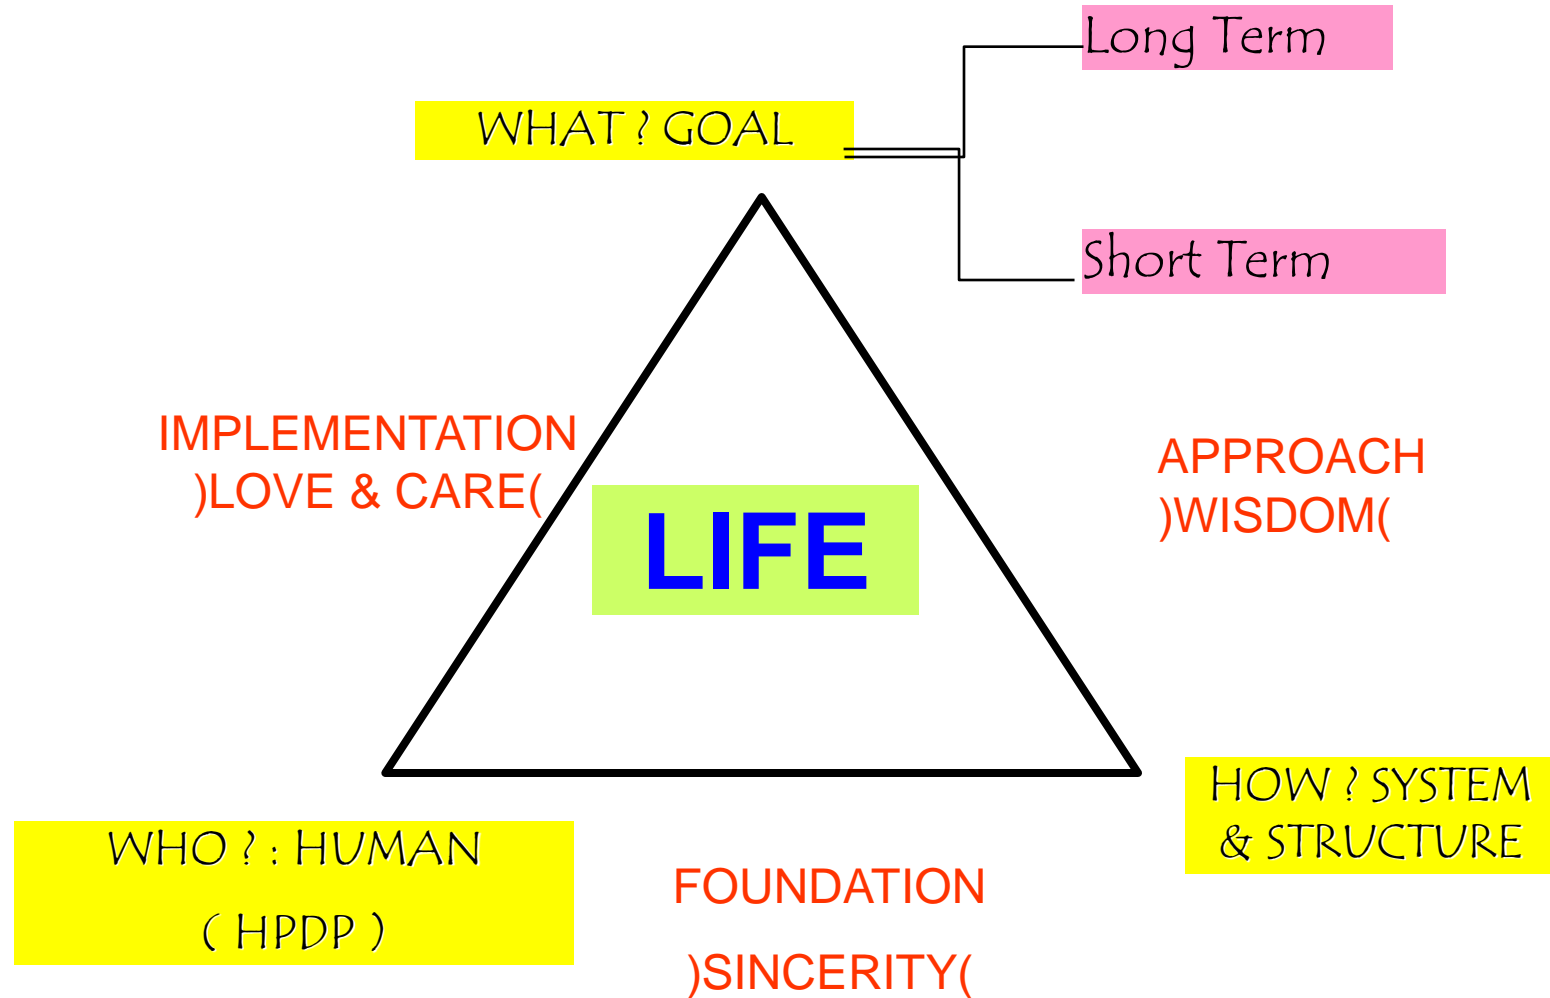 Long Term
WHAT ? GOAL
Short Term
IMPLEMENTATION
)LOVE & CARE(
APPROACH
)WISDOM(
LIFE
HOW ? SYSTEM
& STRUCTURE
WHO ? : HUMAN
( HPDP )
FOUNDATION
)SINCERITY(